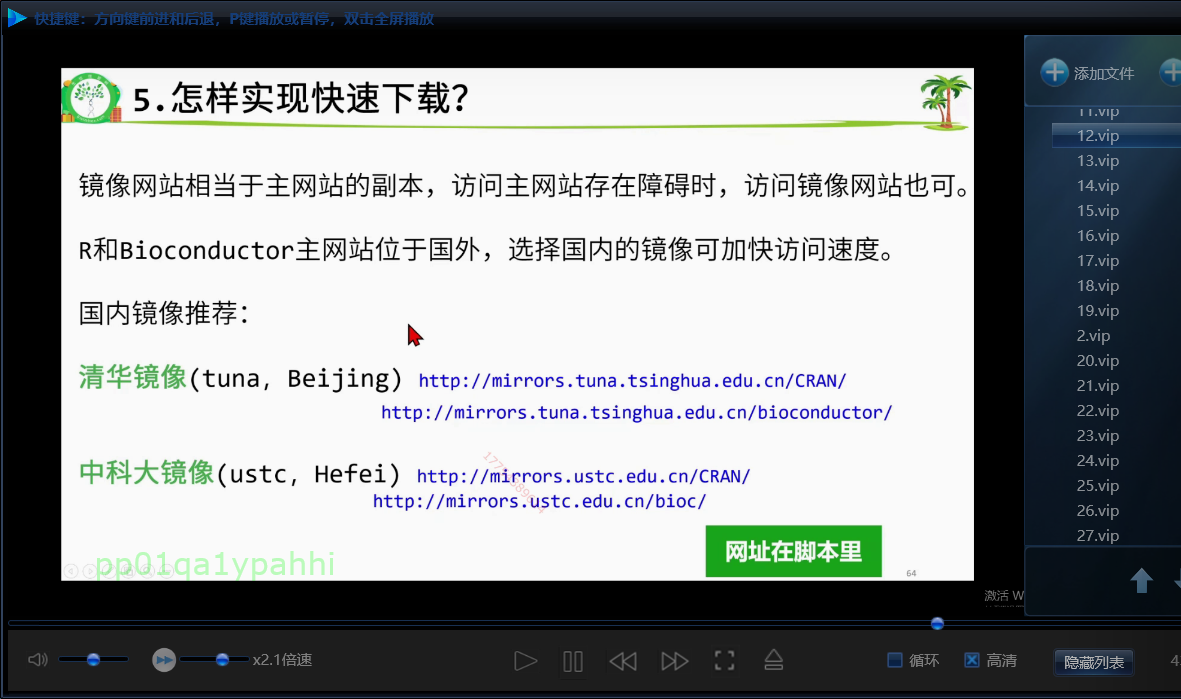 快捷键：方向键前进和后退，P键播放或暂停，双击全屏播放
5.怎样实现快速下载？
镜像网站相当于主网站的副本，访问主网站存在障碍时，访问镜像网站也可。
R和Bioconductor主网站位于国外，选择国内的镜像可加快访问速度。
国内镜像推荐：
清华镜像(tuna, Beijing) http://mirrors.tuna.tsinghua.edu.cn/CRAN/
http://mirrors.tuna.tsinghua.edu.cn/bioconductor/
中科大镜像(ustc, Hefei) http://mirrors.ustc.edu.cn/CRAN/
http://mirrors.ustc.edu.cn/bioc/
网址在脚本里
pp01qa1ypahhi
64
添加文件
11.vip
12.vip
13.vip
14.vip
15.vip
16.vip
17.vip
18.vip
19.vip
2.vip
20.vip
21.vip
22.vip
23.vip
24.vip
25.vip
26.vip
27.vip
激活 W
x2.1倍速
循环
高清
隐藏列表